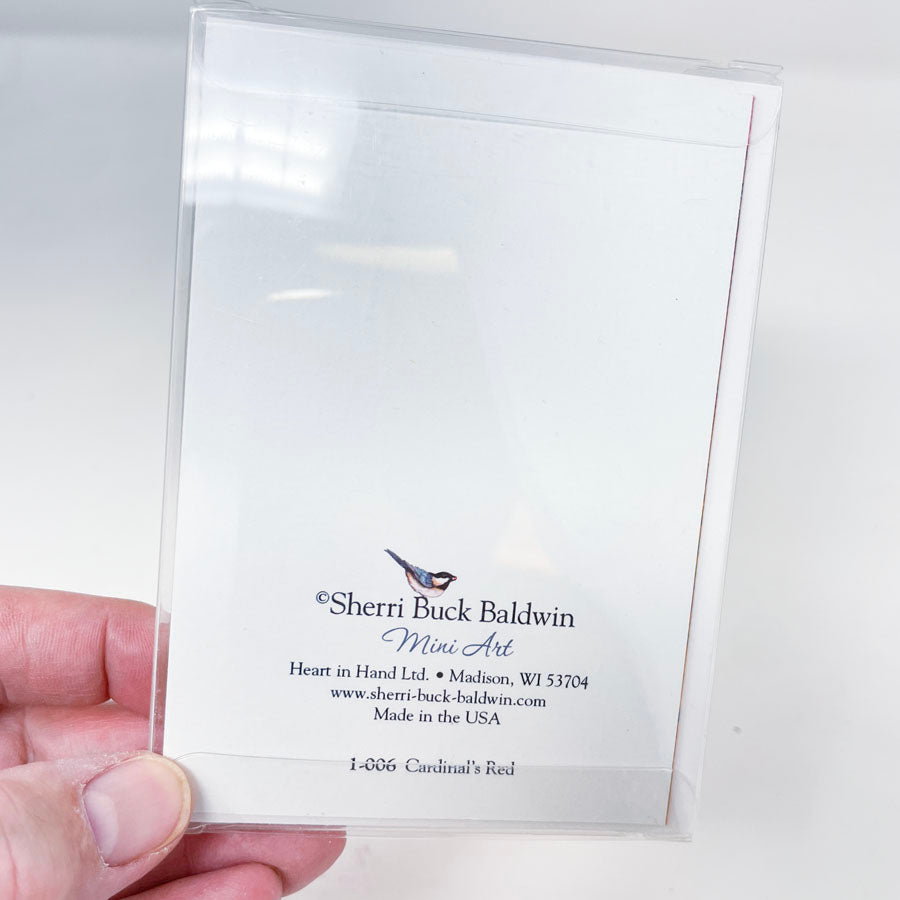 ©Sherri Buck Baldwin
Mini Art
Heart in Hand Ltd. • Madison, WI 53704
www.sherri-buck-baldwin.com
Made in the USA
1-006 Cardinal's Red